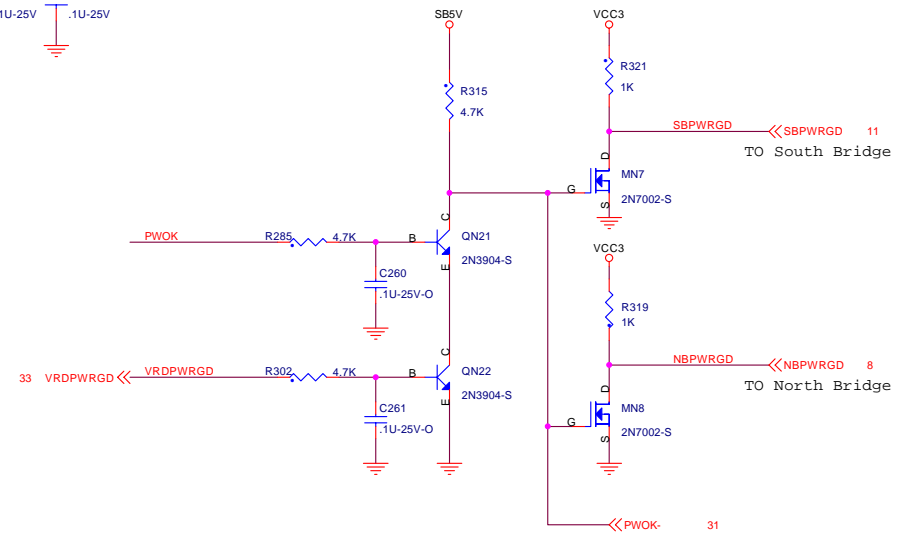 1U-25V .1U-25V
SB5V VCC3
R321
1K
R315
4.7K
SBPWRGD SBPWRGD 11
TO South Bridge
D
MN7
G
2N7002-S
S
C
PWOK R285 4.7K B QN21
2N3904-S
E
VCC3
C260
.1U-25V-O
R319
1K
NBPWRGD NBPWRGD 8
TO North Bridge
C
33 VRDPWRGD VRDPWRGD R302 4.7K B QN22
2N3904-S
E
D
MN8
G
2N7002-S
S
C261
.1U-25V-O
PWOK- 31